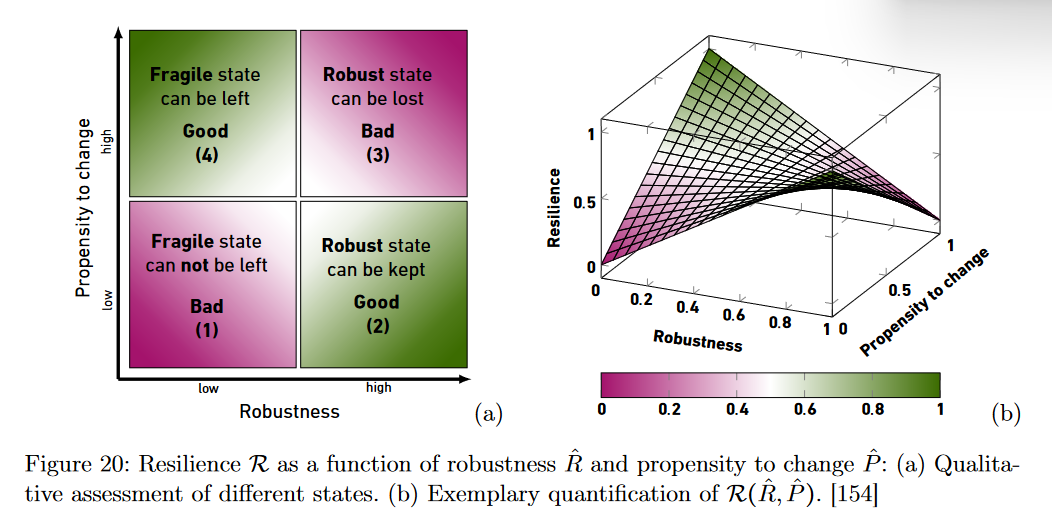 Propensity to change
high
low
Fragile state
can be left
Good
(4)
Robust state
can be lost
Bad
(3)
Fragile state
can not be left
Bad
(1)
Robust state
can be kept
Good
(2)
low
high
Robustness
(a)
Resilience
1
0.5
0
0
0.2
0.4
0.6
0.8
1
Robustness
0
0.5
1
Propensity to change
0
0.2
0.4
0.6
0.8
1
(b)
Figure 20: Resilience 𝓡 as a function of robustness R̂ and propensity to change P̂: (a) Qualita-
tive assessment of different states. (b) Exemplary quantification of 𝓡(R̂, P̂). [154]